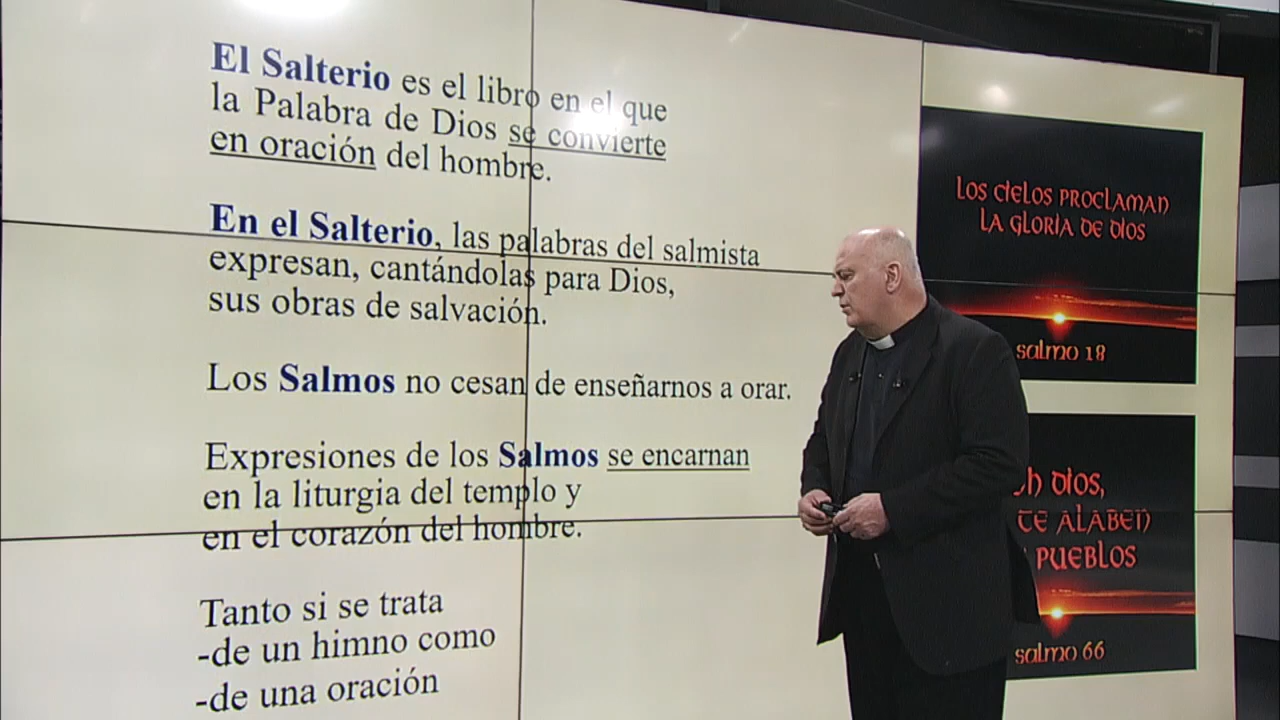 El Salterio es el libro en el que
la Palabra de Dios se convierte
en oración del hombre.
En el Salterio, las palabras del salmista
expresan, cantándolas para Dios,
sus obras de salvación.
Los Salmos no cesan de enseñarnos a orar.
Expresiones de los Salmos se encarnan
en la liturgia del templo y
en el corazón del hombre.
Tanto si se trata
-de un himno como
-de una oración
LOS CIELOS PROCLAMAN
LA GLORIA DE DIOS
salmo 18
Dios,
TE ALABEN
PUEBLOS
salmo 66